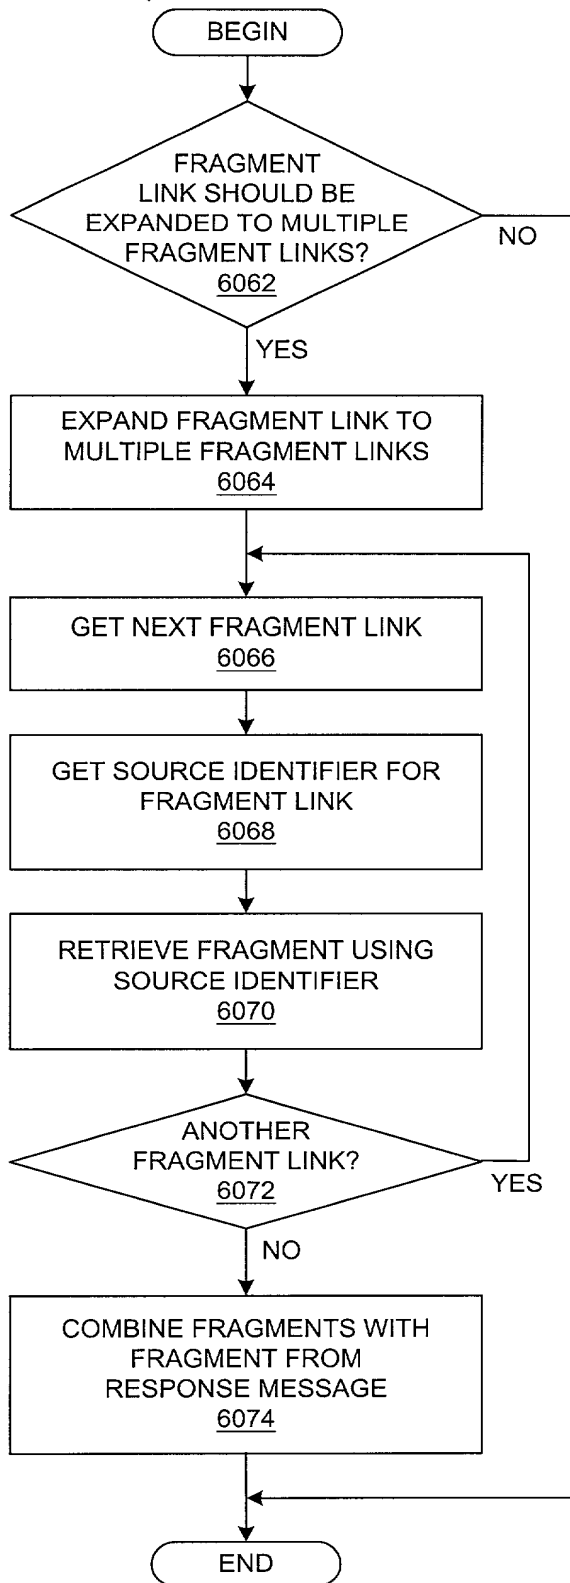 BEGIN
FRAGMENT
LINK SHOULD BE
EXPANDED TO MULTIPLE
FRAGMENT LINKS?
6062
NO
YES
EXPAND FRAGMENT LINK TO
MULTIPLE FRAGMENT LINKS
6064
GET NEXT FRAGMENT LINK
6066
GET SOURCE IDENTIFIER FOR
FRAGMENT LINK
6068
RETRIEVE FRAGMENT USING
SOURCE IDENTIFIER
6070
ANOTHER
FRAGMENT LINK?
6072
YES
NO
COMBINE FRAGMENTS WITH
FRAGMENT FROM
RESPONSE MESSAGE
6074
END